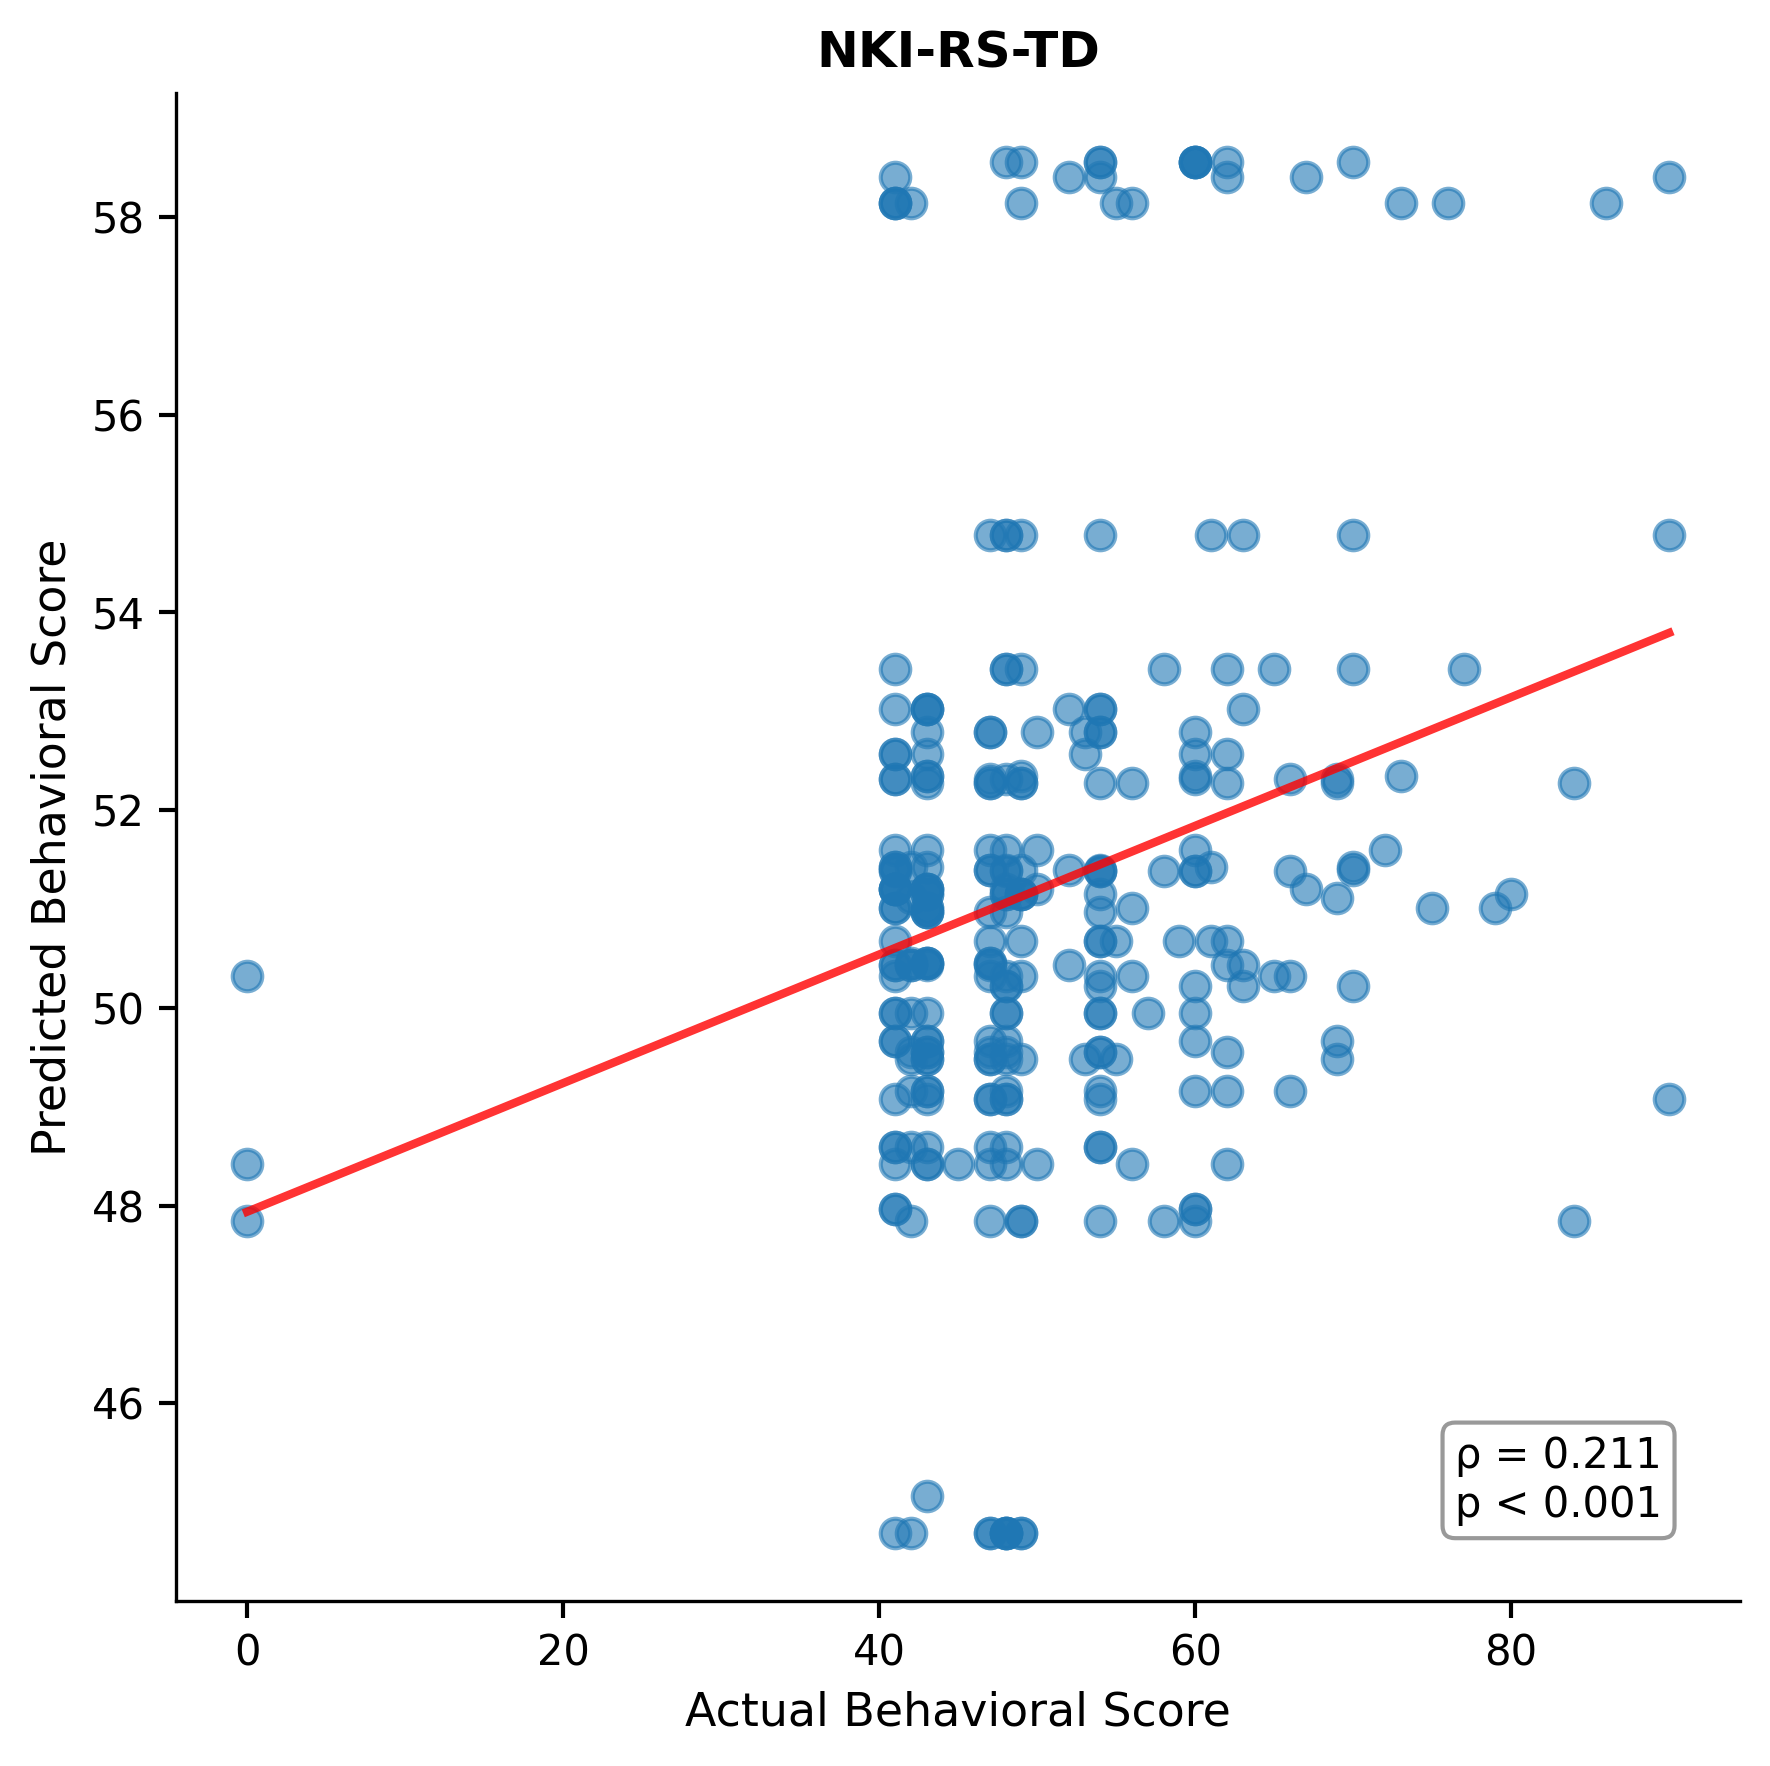 NKI-RS-TD
Predicted Behavioral Score
58
56
54
52
50
48
46
ρ = 0.211
p < 0.001
0 20 40 60 80
Actual Behavioral Score